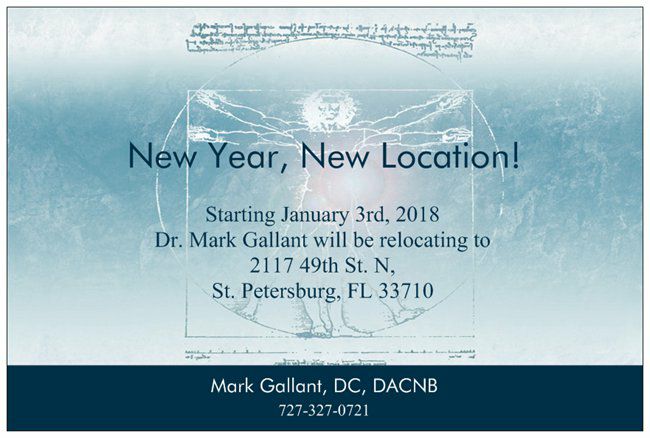 New Year, New Location!
Starting January 3rd, 2018
Dr. Mark Gallant will be relocating to
2117 49th St. N,
St. Petersburg, FL 33710
Mark Gallant, DC, DACNB
727-327-0721